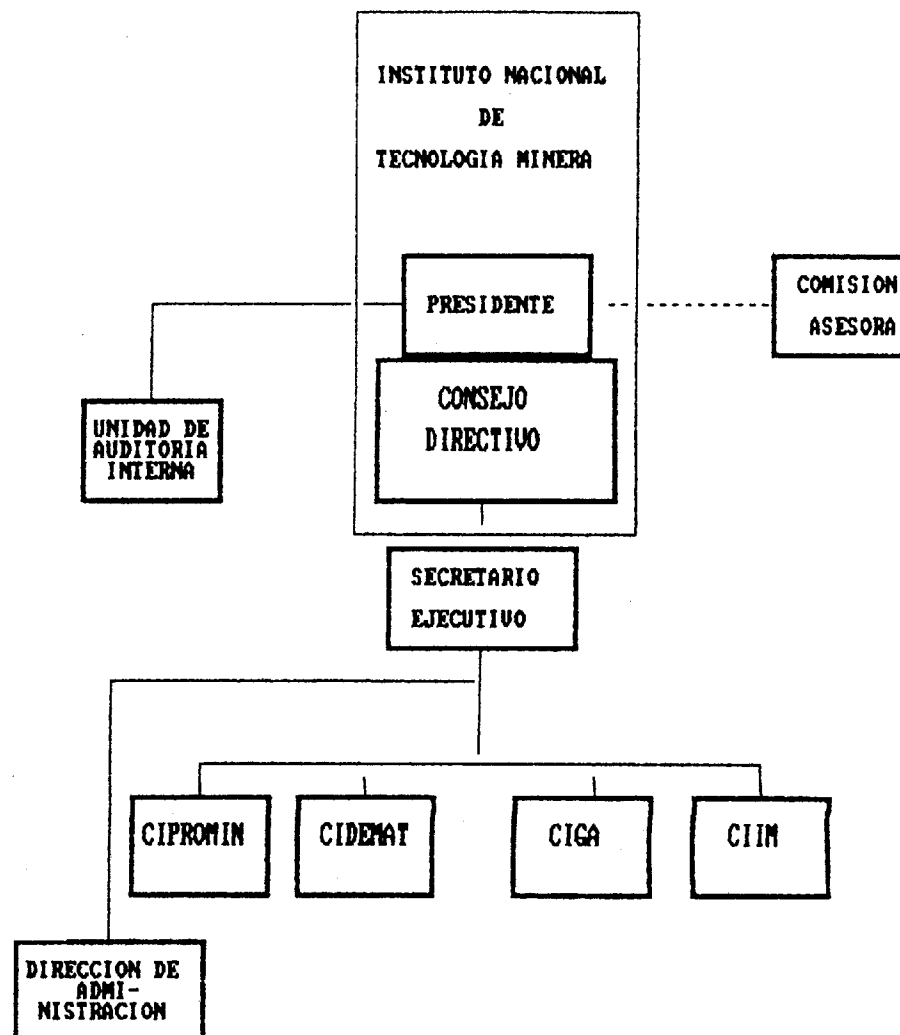 INSTITUTO NACIONAL
DE
TECNOLOGIA MINERA
PRESIDENTE
COMISION
ASESORA
CONSEJO
DIRECTIVO
UNIDAD DE
AUDITORIA
INTERNA
SECRETARIO
EJECUTIVO
CIPROMIN
CIDEMAT
CIGA
CIIM
DIRECCION DE
ADMI-
NISTRACION